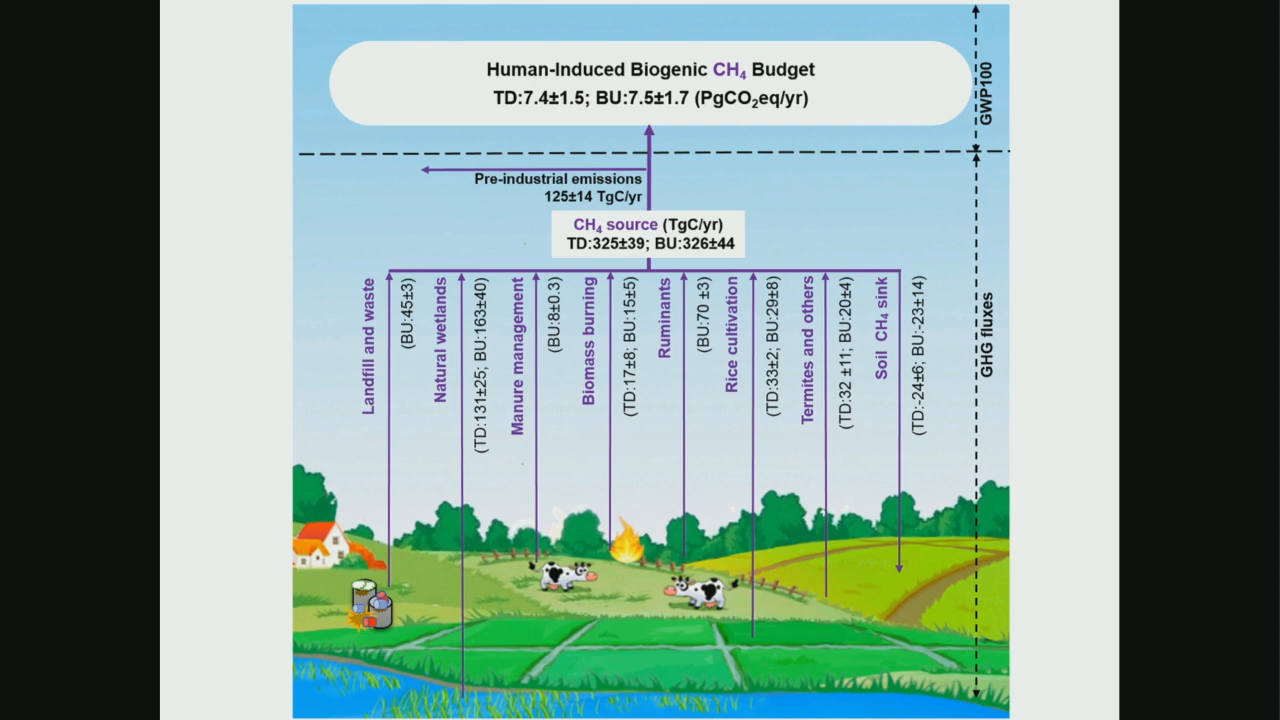 Human-Induced Biogenic CH₄ Budget
TD:7.4±1.5; BU:7.5±1.7 (PgCO₂eq/yr)
GWP100
Pre-industrial emissions
125±14 TgC/yr
CH₄ source (TgC/yr)
TD:325±39; BU:326±44
Landfill and waste
(BU:45±3)
Natural wetlands
(TD:131±25; BU:163±40)
Manure management
(BU:8±0.3)
Biomass burning
(TD:17±8; BU:15±5)
Ruminants
(BU:70 ±3)
Rice cultivation
(TD:33±2; BU:29±8)
Termites and others
(TD:32 ±11; BU:20±4)
Soil CH₄ sink
(TD:-24±6; BU:-23±14)
GHG fluxes